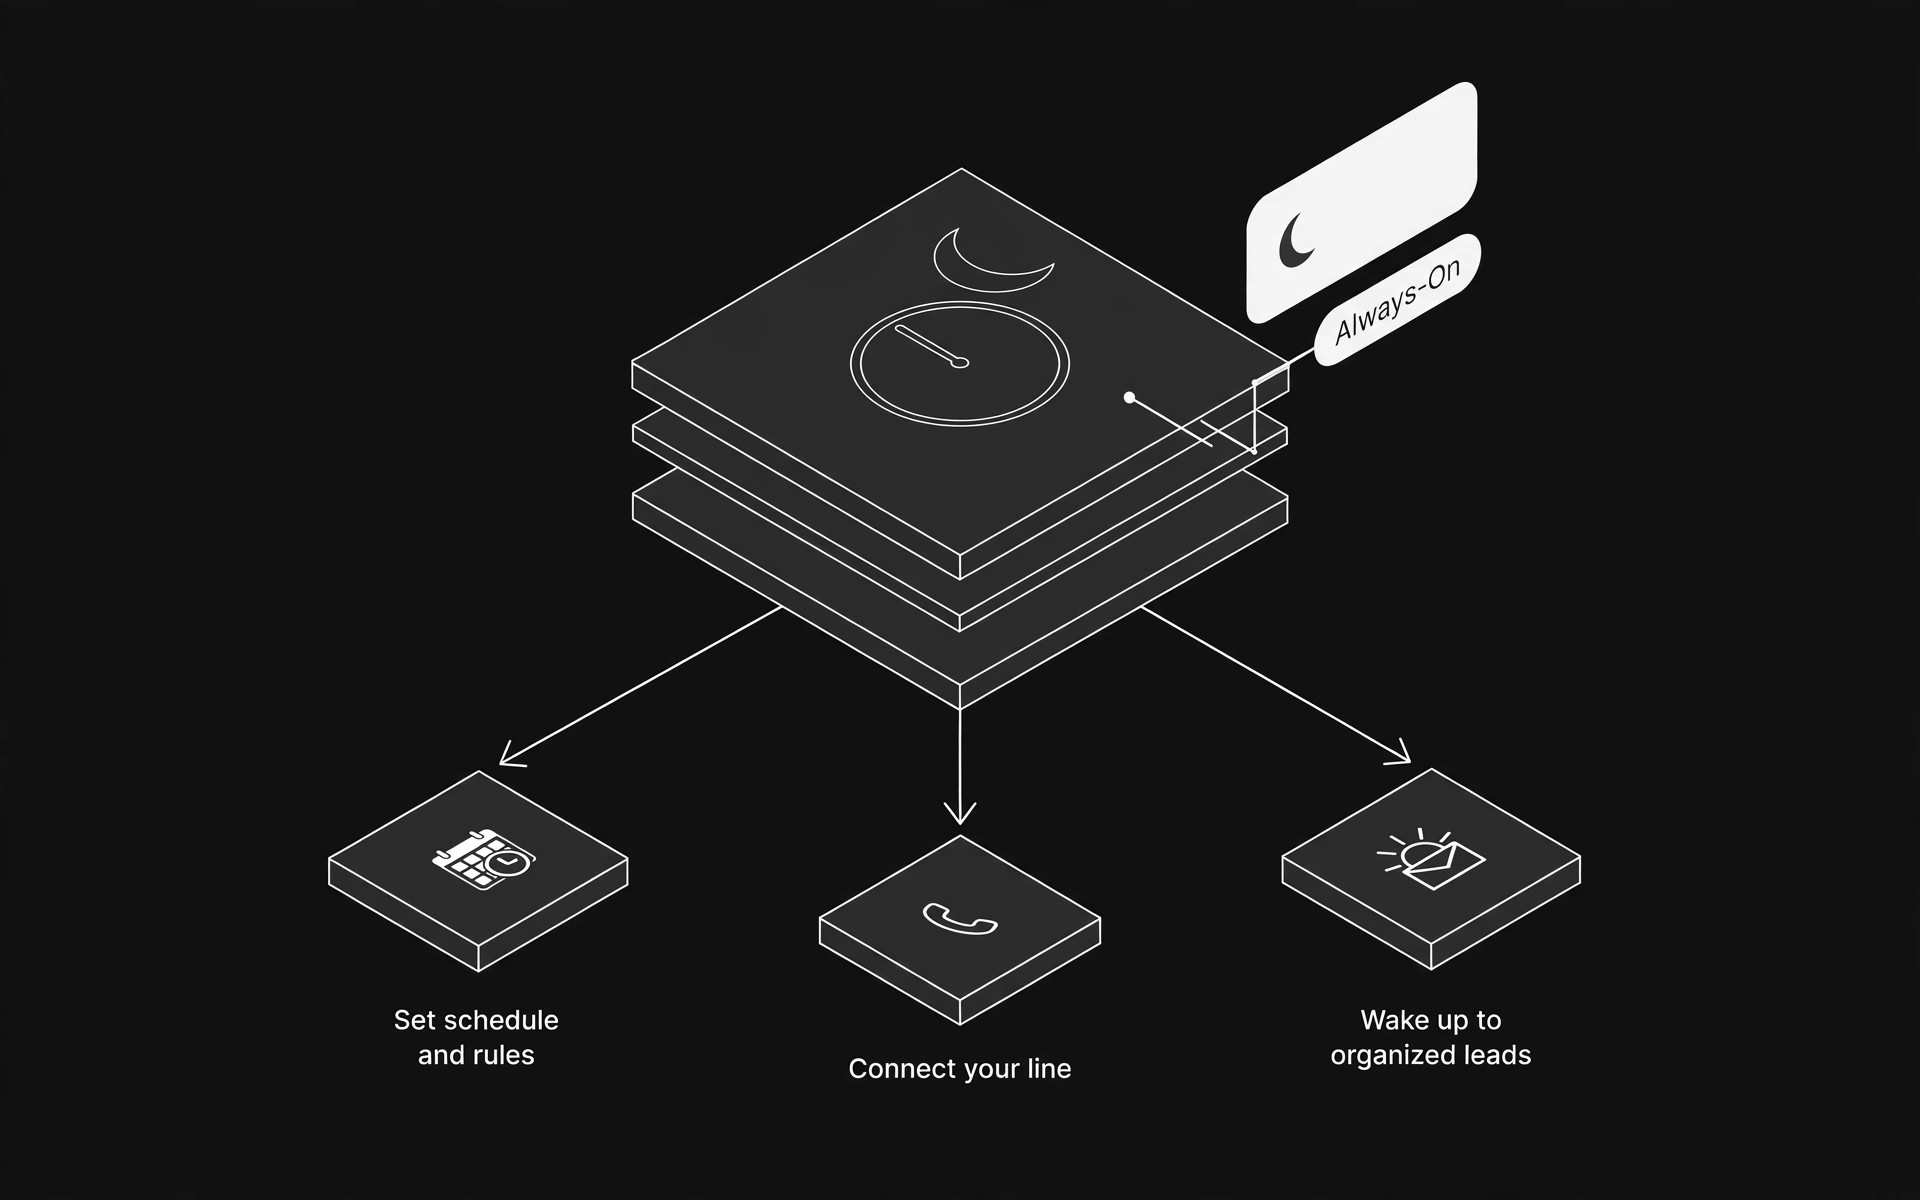 Always-On
Set schedule
and rules
Connect your line
Wake up to
organized leads